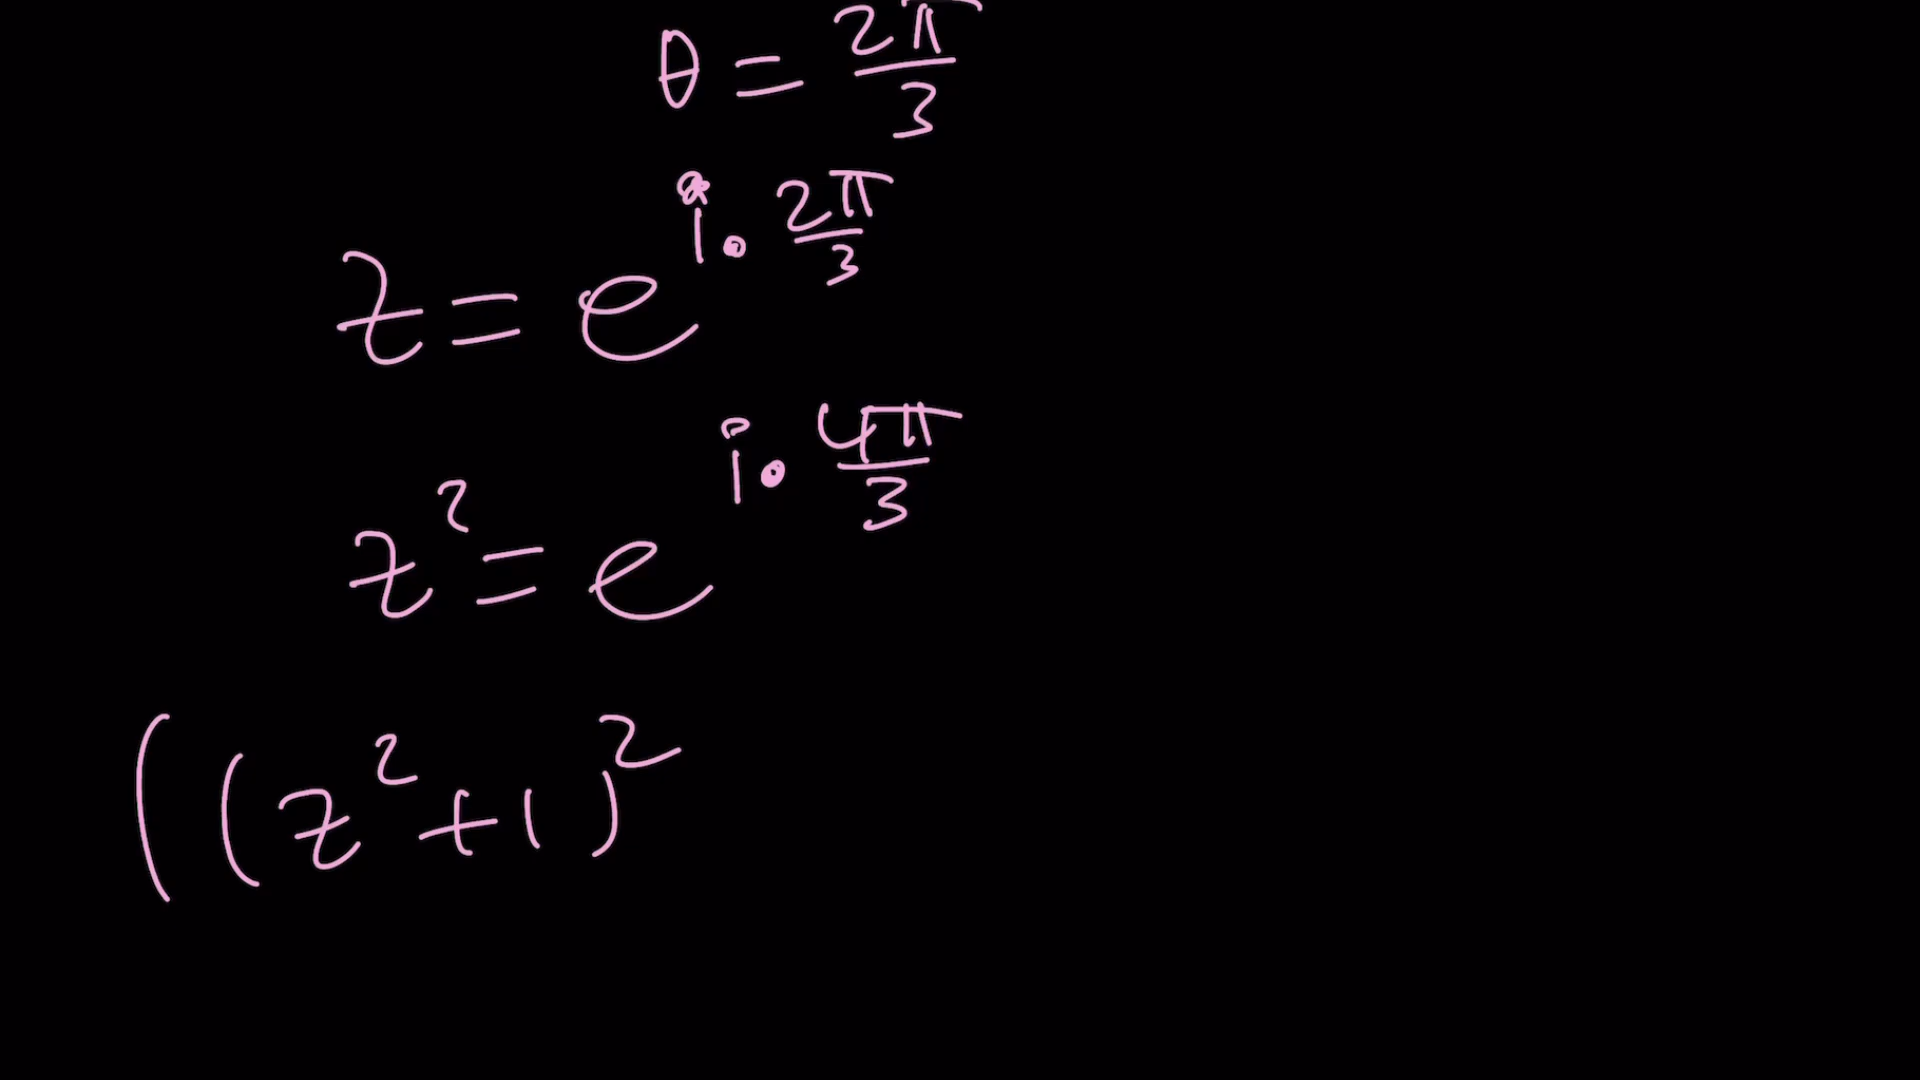 θ = 2π/3
z = e^(i·2π/3)
z² = e^(i·4π/3)
((z²+1)²